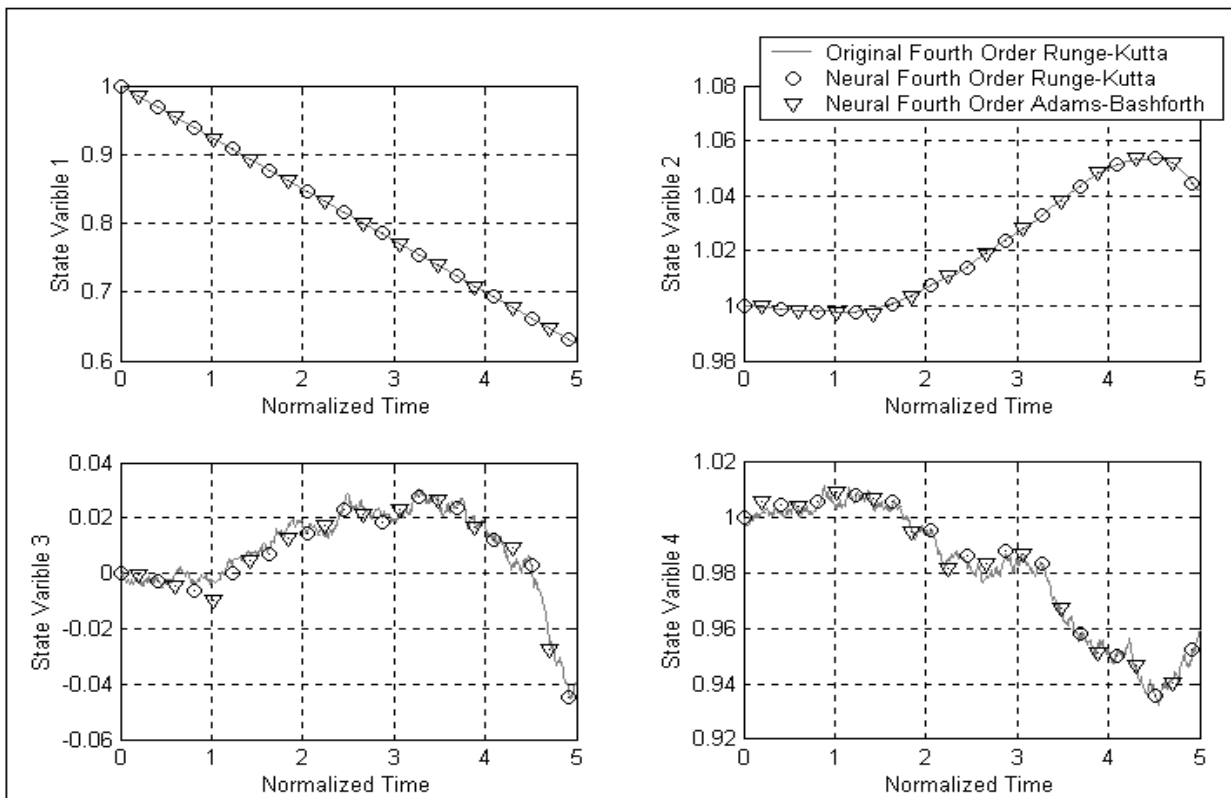 Original Fourth Order Runge-Kutta
Neural Fourth Order Runge-Kutta
Neural Fourth Order Adams-Bashforth
1
0.9
0.8
0.7
0.6
State Varible 1
0 1 2 3 4 5
Normalized Time
1.08
1.06
1.04
1.02
1
0.98
State Varible 2
0 1 2 3 4 5
Normalized Time
0.04
0.02
0
-0.02
-0.04
-0.06
State Varible 3
0 1 2 3 4 5
Normalized Time
1.02
1
0.98
0.96
0.94
0.92
State Varible 4
0 1 2 3 4 5
Normalized Time